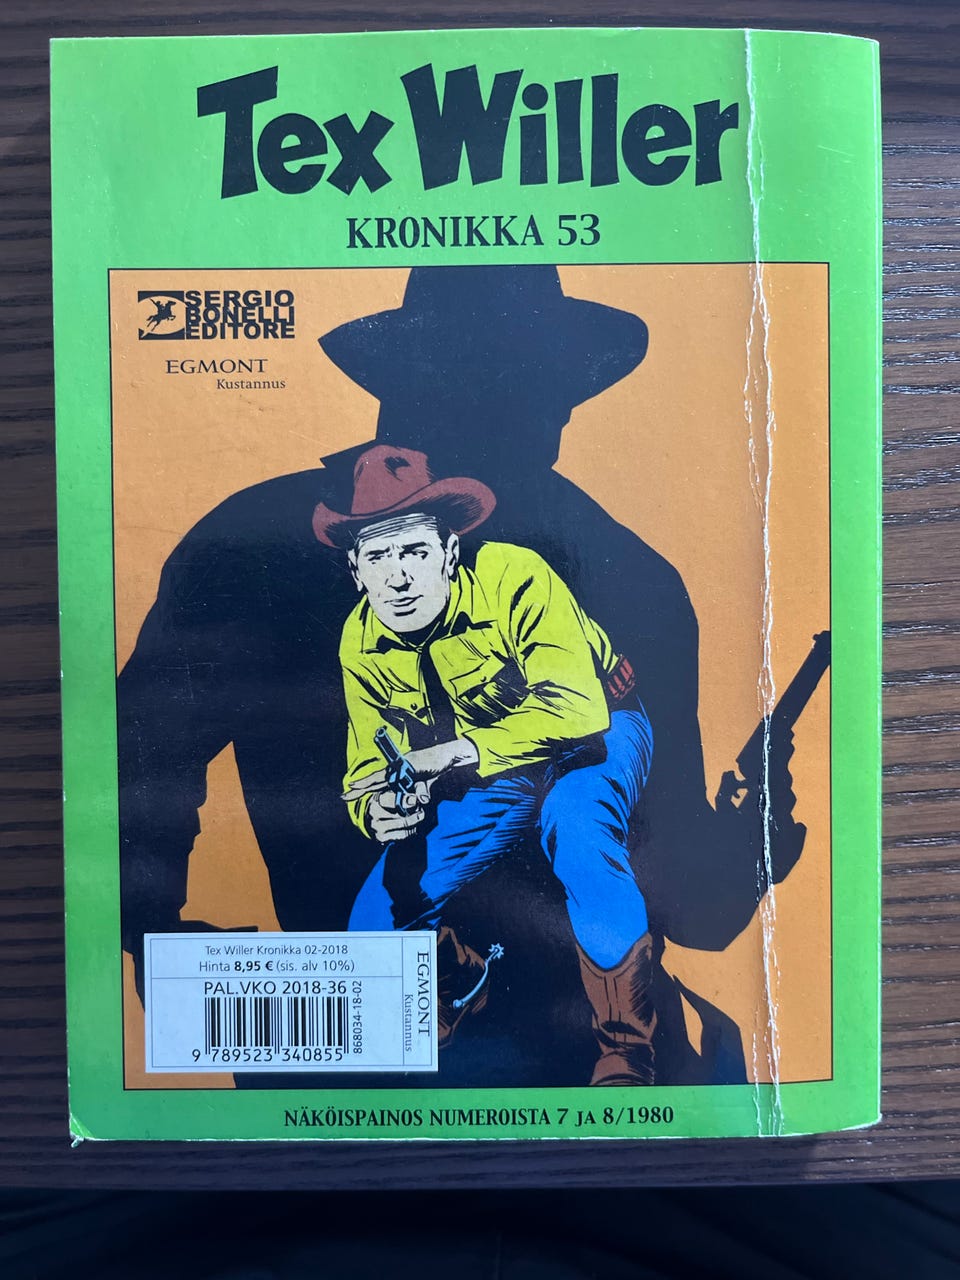 Tex Willer
KRONIKKA 53
SERGIO
BONELLI
EDITORE
EGMONT
Kustannus
Tex Willer Kronikka 02-2018
Hinta 8,95 € (sis. alv 10%)
PAL.VKO 2018-36
868034-18-02
9 789523 340855
EGMONT
Kustannus
NÄKÖISPAINOS NUMEROISTA 7 JA 8/1980